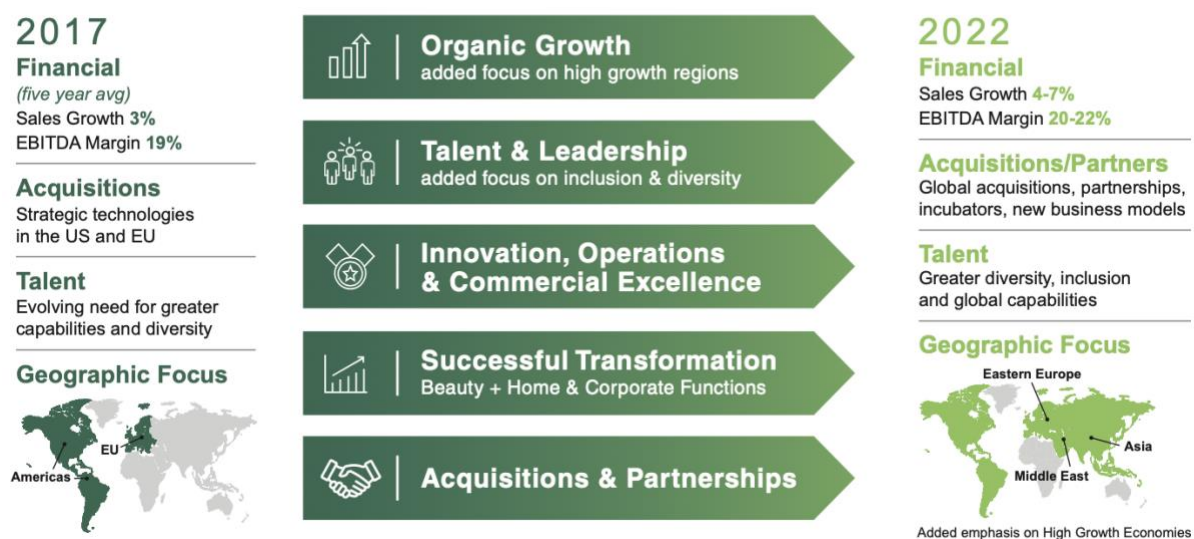 2017
Financial
(five year avg)
Sales Growth 3%
EBITDA Margin 19%
Acquisitions
Strategic technologies
in the US and EU
Talent
Evolving need for greater
capabilities and diversity
Geographic Focus
EU
Americas
Organic Growth
added focus on high growth regions
Talent & Leadership
added focus on inclusion & diversity
Innovation, Operations
& Commercial Excellence
Successful Transformation
Beauty + Home & Corporate Functions
Acquisitions & Partnerships
2022
Financial
Sales Growth 4-7%
EBITDA Margin 20-22%
Acquisitions/Partners
Global acquisitions, partnerships,
incubators, new business models
Talent
Greater diversity, inclusion
and global capabilities
Geographic Focus
Eastern Europe
Asia
Middle East
Added emphasis on High Growth Economies